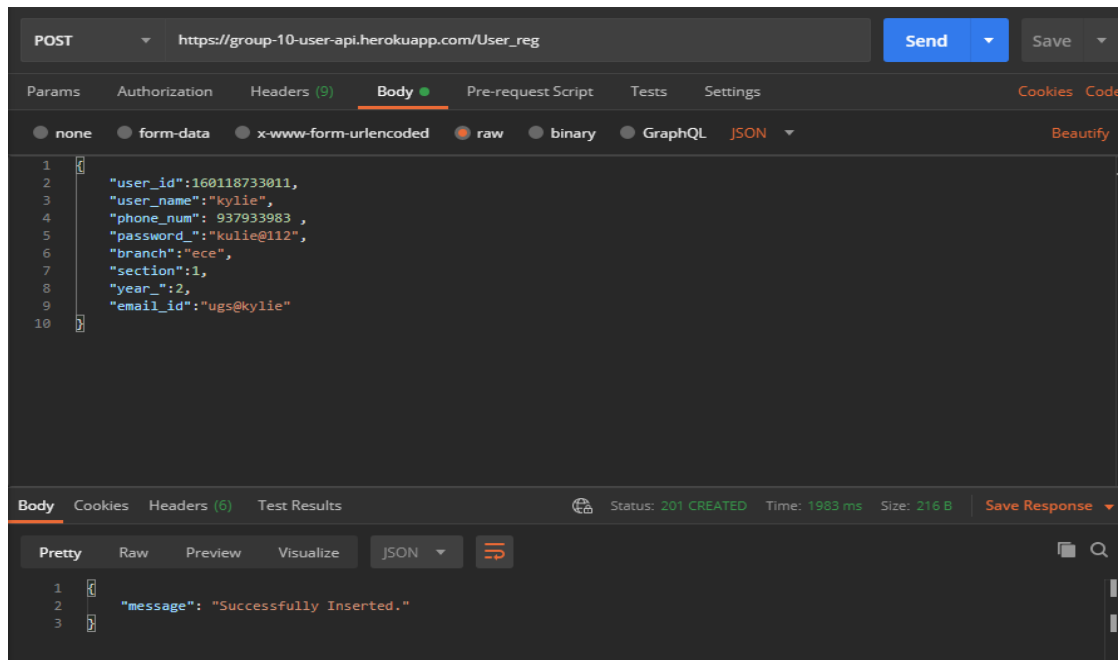 POST https://group-10-user-api.herokuapp.com/User_reg Send Save
Params Authorization Headers (9) Body Pre-request Script Tests Settings Cookies Code
none form-data x-www-form-urlencoded raw binary GraphQL JSON Beautify
1 {
2 "user_id":160118733011,
3 "user_name":"kylie",
4 "phone_num": 937933983 ,
5 "password_":"kulie@112",
6 "branch":"ece",
7 "section":1,
8 "year_":2,
9 "email_id":"ugs@kylie"
10 }
Body Cookies Headers (6) Test Results Status: 201 CREATED Time: 1983 ms Size: 216 B Save Response
Pretty Raw Preview Visualize JSON
1 {
2 "message": "Successfully Inserted."
3 }